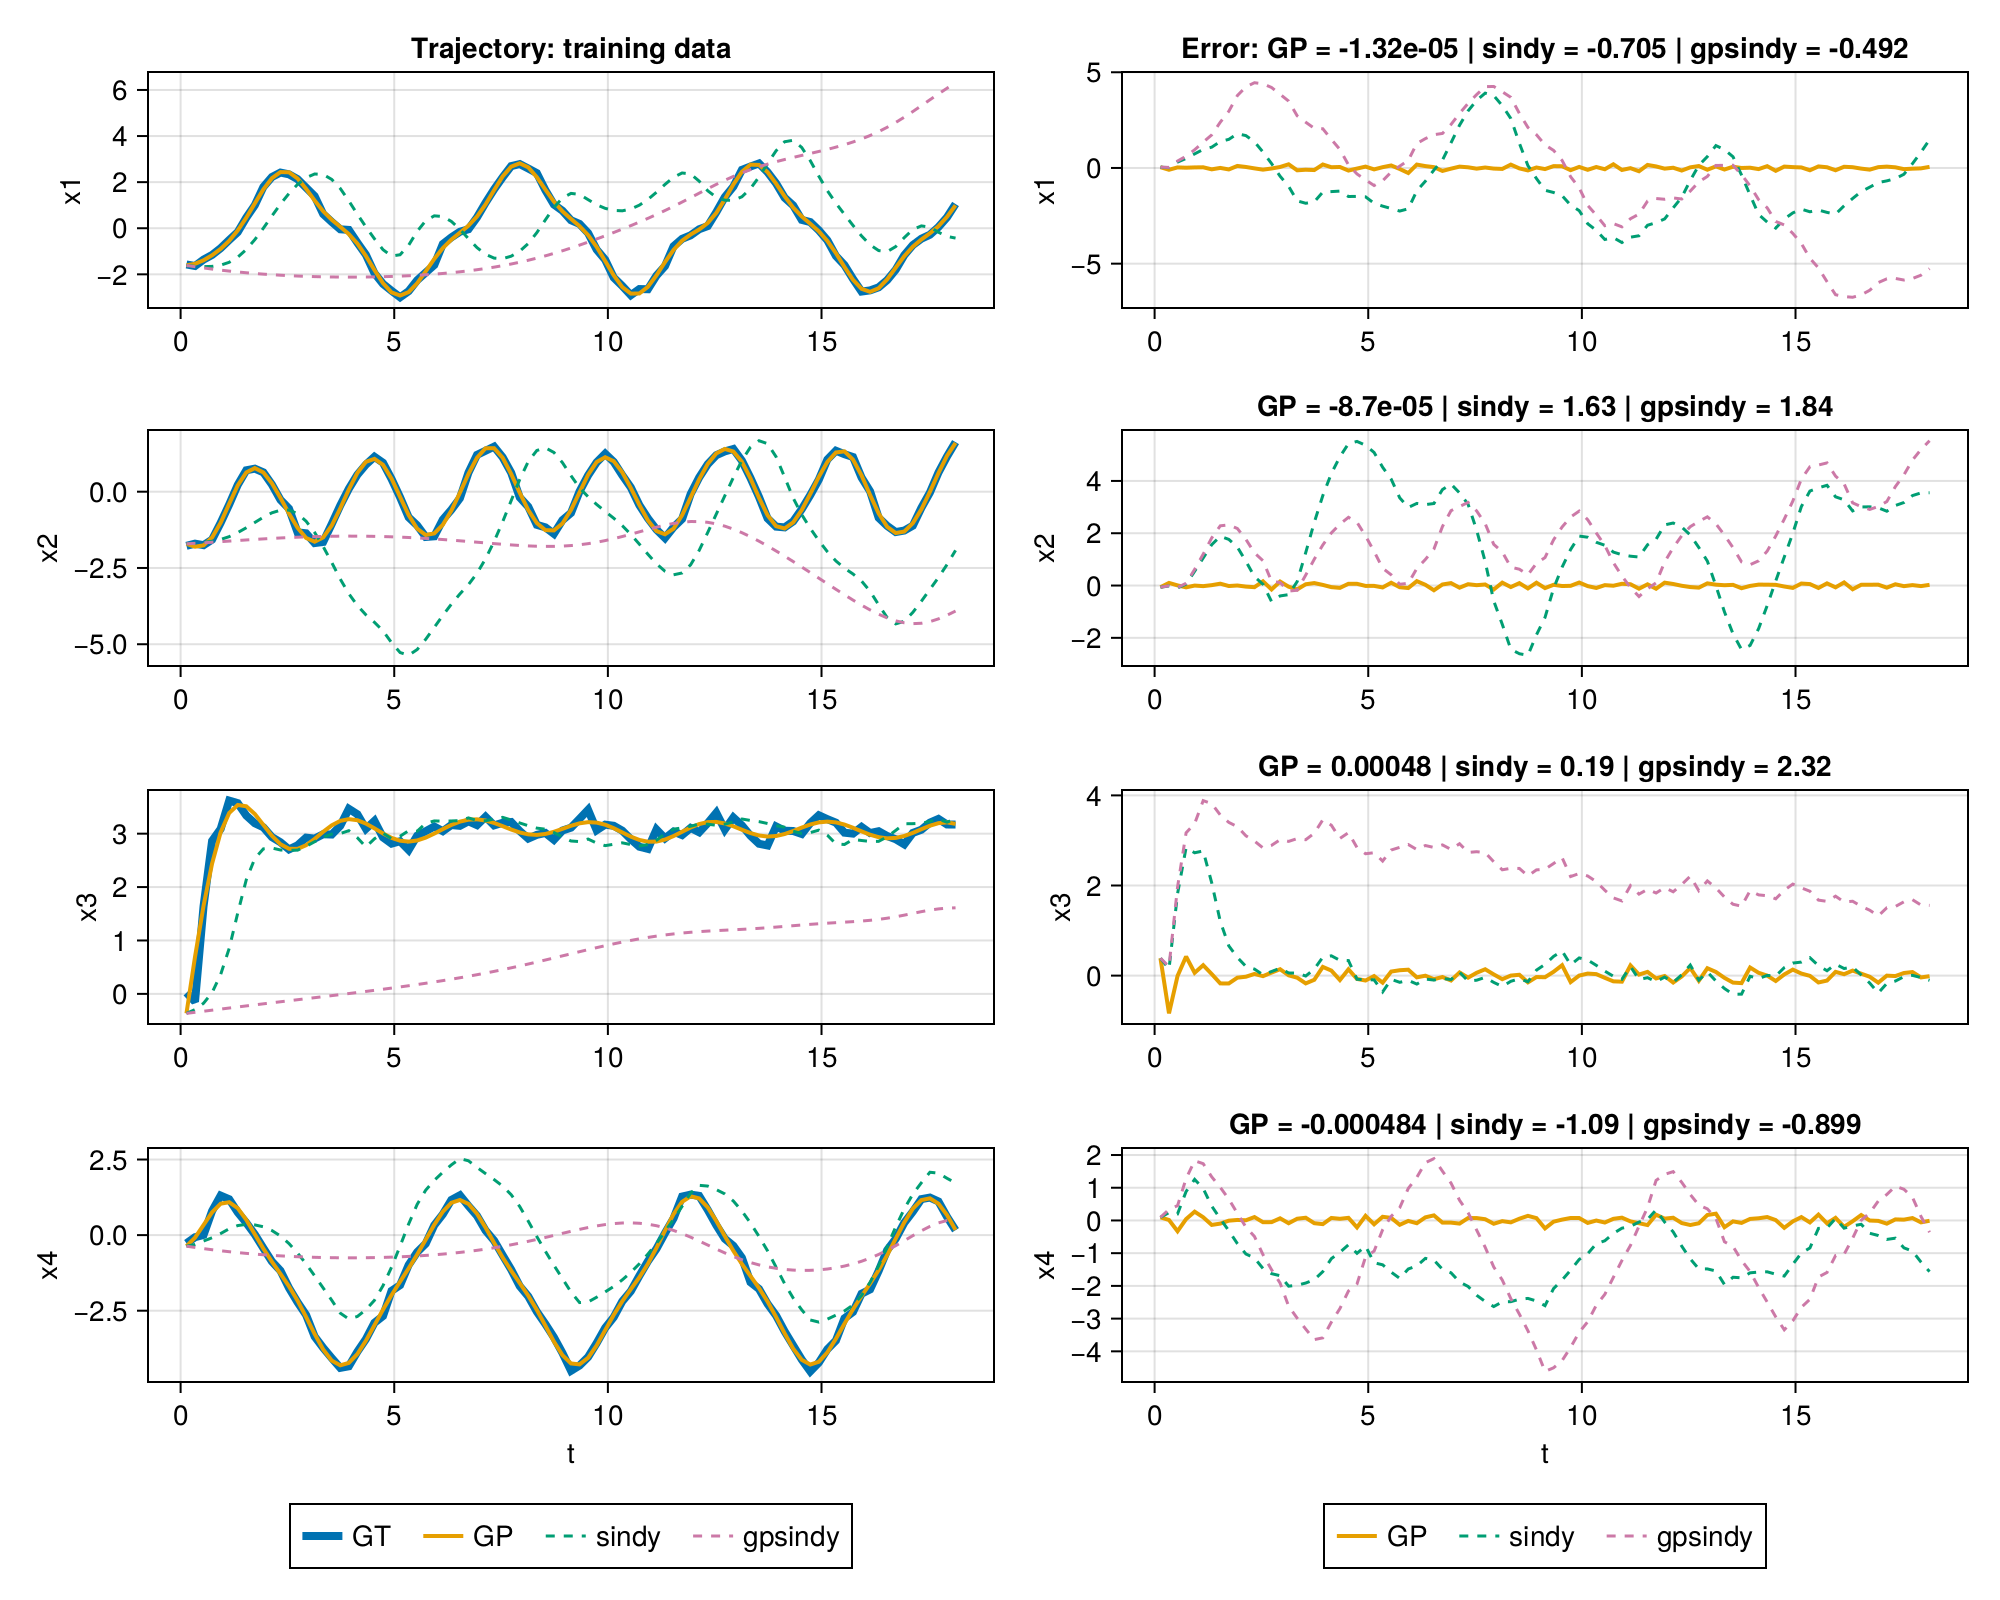 Trajectory: training data
6
4
2
0
−2
x1
0 5 10 15
Error: GP = -1.32e-05 | sindy = -0.705 | gpsindy = -0.492
5
0
−5
x1
0 5 10 15
0.0
−2.5
−5.0
x2
0 5 10 15
GP = -8.7e-05 | sindy = 1.63 | gpsindy = 1.84
4
2
0
−2
x2
0 5 10 15
3
2
1
0
x3
0 5 10 15
GP = 0.00048 | sindy = 0.19 | gpsindy = 2.32
4
2
0
x3
0 5 10 15
2.5
0.0
−2.5
x4
0 5 10 15
t
GP = -0.000484 | sindy = -1.09 | gpsindy = -0.899
2
1
0
−1
−2
−3
−4
x4
0 5 10 15
t
GT GP sindy gpsindy
GP sindy gpsindy